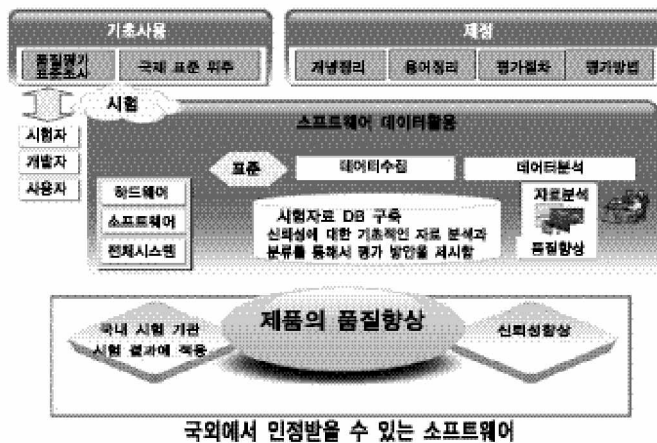 기초사용
제정
품질평가
표준조사
국제 표준 위주
개념정리
용어정리
평가절차
평가방법
시험
시험자
개발자
사용자
소프트웨어 데이터활용
표준
데이터수집
데이터분석
하드웨어
소프트웨어
전체시스템
시험자료 DB 구축
신뢰성에 대한 기초적인 자료 분석과
분류를 통해서 평가 방안을 제시함
자료분석
품질향상
국내 시험 기관
시험 결과에 적용
제품의 품질향상
신뢰성향상
국외에서 인정받을 수 있는 소프트웨어